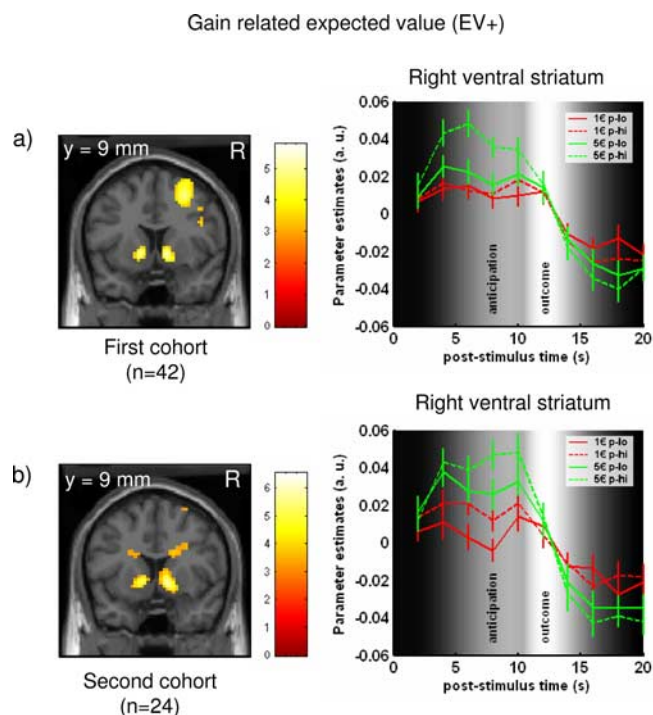 Gain related expected value (EV+)
a)
y = 9 mm
R
5
4
3
2
1
0
First cohort
(n=42)
Right ventral striatum
Parameter estimates (a. u.)
0.06
0.04
0.02
0
-0.02
-0.04
-0.06
1€ p-lo
1€ p-hi
5€ p-lo
5€ p-hi
anticipation
outcome
0 5 10 15 20
post-stimulus time (s)
b)
y = 9 mm
R
6
5
4
3
2
1
0
Second cohort
(n=24)
Right ventral striatum
Parameter estimates (a. u.)
0.06
0.04
0.02
0
-0.02
-0.04
-0.06
1€ p-lo
1€ p-hi
5€ p-lo
5€ p-hi
anticipation
outcome
0 5 10 15 20
post-stimulus time (s)